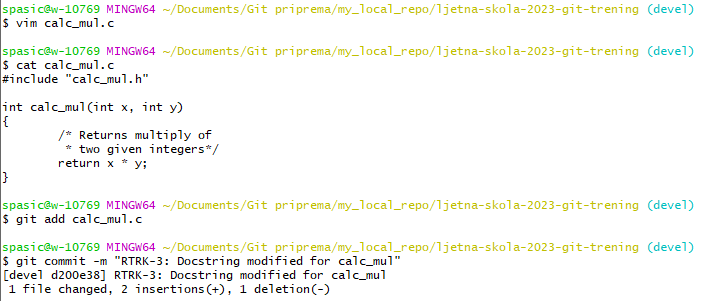 spasic@w-10769 MINGW64 ~/Documents/Git priprema/my_local_repo/ljetna-skola-2023-git-trening (devel)
$ vim calc_mul.c
spasic@w-10769 MINGW64 ~/Documents/Git priprema/my_local_repo/ljetna-skola-2023-git-trening (devel)
$ cat calc_mul.c
#include "calc_mul.h"
int calc_mul(int x, int y)
{
        /* Returns multiply of
         * two given integers*/
        return x * y;
}
spasic@w-10769 MINGW64 ~/Documents/Git priprema/my_local_repo/ljetna-skola-2023-git-trening (devel)
$ git add calc_mul.c
spasic@w-10769 MINGW64 ~/Documents/Git priprema/my_local_repo/ljetna-skola-2023-git-trening (devel)
$ git commit -m "RTRK-3: Docstring modified for calc_mul"
[devel d200e38] RTRK-3: Docstring modified for calc_mul
 1 file changed, 2 insertions(+), 1 deletion(-)